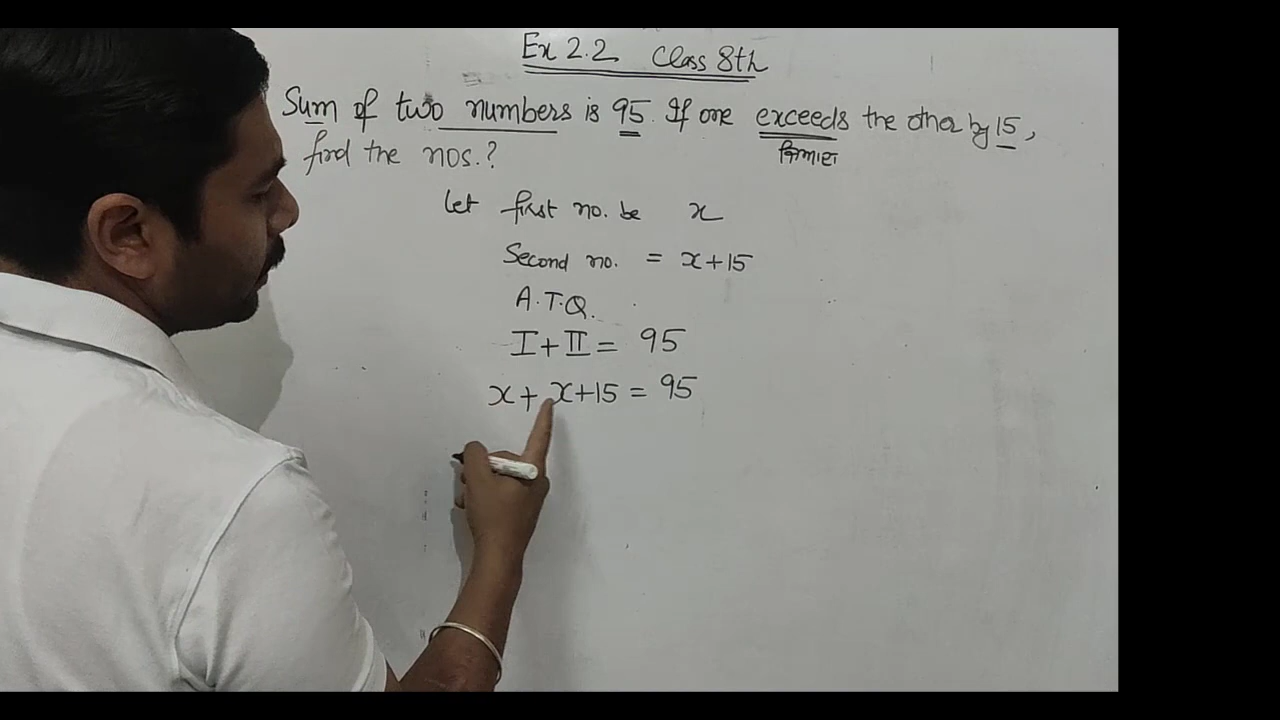 Ex 2.2 Class 8th
Sum of two numbers is 95. If one exceeds the other by 15,
find the nos.?
Let first no. be x
Second no. = x+15
A.T.Q.
I + II = 95
x + x+15 = 95